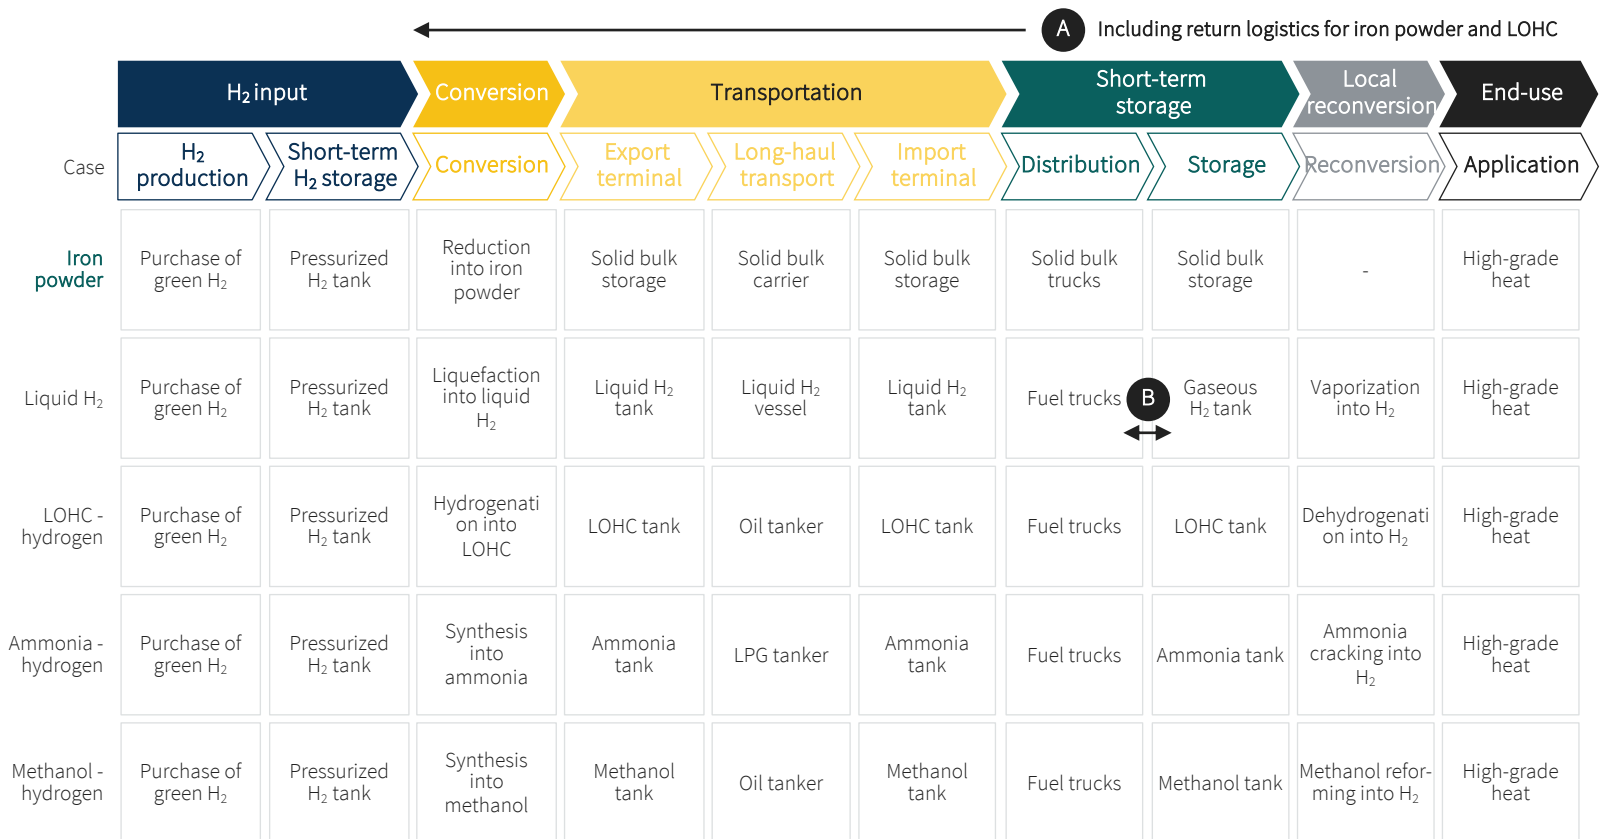 A Including return logistics for iron powder and LOHC
H₂ input
Conversion
Transportation
Short-term
storage
Local
reconversion
End-use
Case
H₂
production
Short-term
H₂ storage
Conversion
Export
terminal
Long-haul
transport
Import
terminal
Distribution
Storage
Reconversion
Application
Iron
powder
Purchase of
green H₂
Pressurized
H₂ tank
Reduction
into iron
powder
Solid bulk
storage
Solid bulk
carrier
Solid bulk
storage
Solid bulk
trucks
Solid bulk
storage
-
High-grade
heat
Liquid H₂
Purchase of
green H₂
Pressurized
H₂ tank
Liquefaction
into liquid
H₂
Liquid H₂
tank
Liquid H₂
vessel
Liquid H₂
tank
Fuel trucks
B
Gaseous
H₂ tank
Vaporization
into H₂
High-grade
heat
LOHC -
hydrogen
Purchase of
green H₂
Pressurized
H₂ tank
Hydrogenati
on into
LOHC
LOHC tank
Oil tanker
LOHC tank
Fuel trucks
LOHC tank
Dehydrogenati
on into H₂
High-grade
heat
Ammonia -
hydrogen
Purchase of
green H₂
Pressurized
H₂ tank
Synthesis
into
ammonia
Ammonia
tank
LPG tanker
Ammonia
tank
Fuel trucks
Ammonia tank
Ammonia
cracking into
H₂
High-grade
heat
Methanol -
hydrogen
Purchase of
green H₂
Pressurized
H₂ tank
Synthesis
into
methanol
Methanol
tank
Oil tanker
Methanol
tank
Fuel trucks
Methanol tank
Methanol refor-
ming into H₂
High-grade
heat